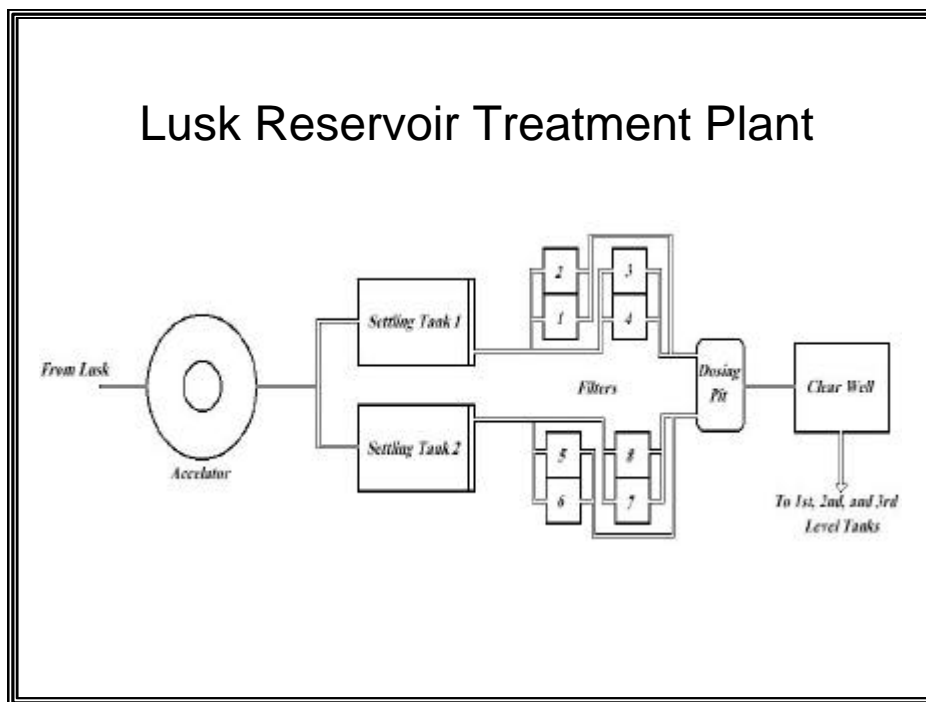 Lusk Reservoir Treatment Plant
2
3
Settling Tank 1
1
4
From Lusk
Dosing
Pit
Clear Well
Filters
Accelator
Settling Tank 2
5
8
6
7
To 1st, 2nd, and 3rd
Level Tanks